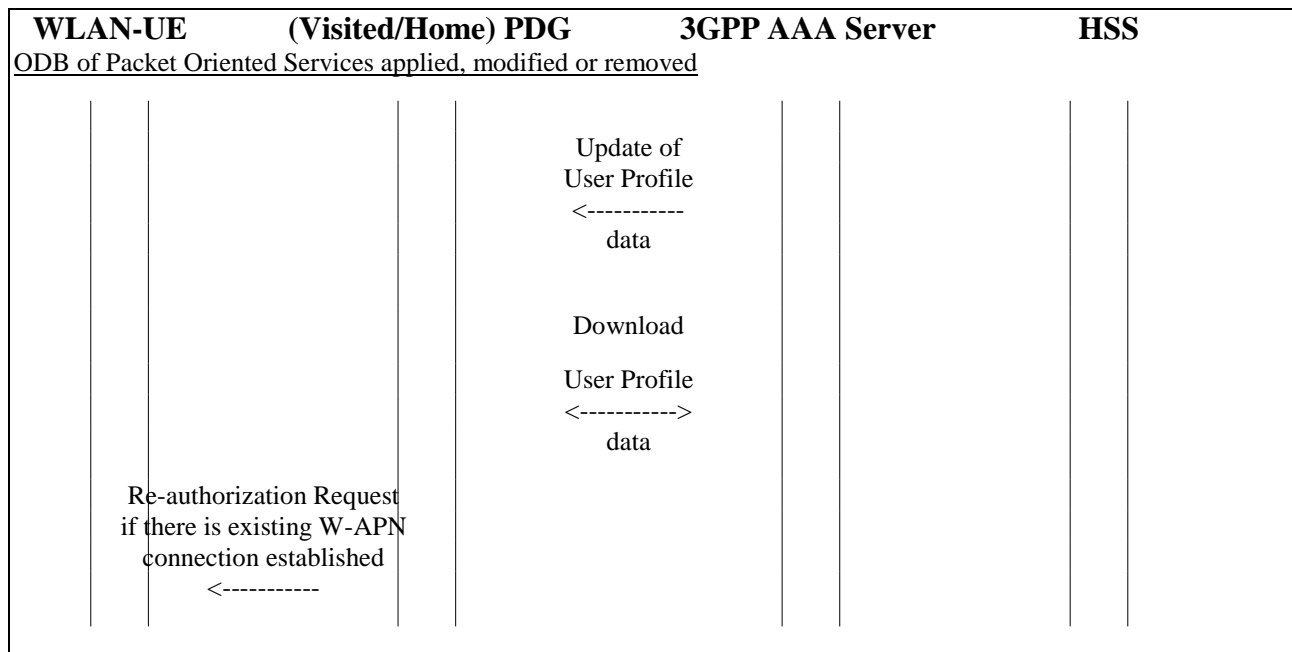 WLAN-UE (Visited/Home) PDG 3GPP AAA Server HSS
ODB of Packet Oriented Services applied, modified or removed
Update of
User Profile
<-----------
data
Download
User Profile
<----------->
data
Re-authorization Request
if there is existing W-APN
connection established
<-----------